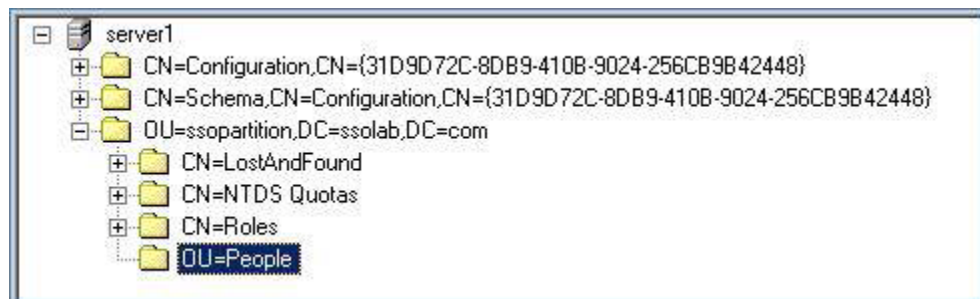 server1
CN=Configuration,CN={31D9D72C-8DB9-410B-9024-256CB9B42448}
CN=Schema,CN=Configuration,CN={31D9D72C-8DB9-410B-9024-256CB9B42448}
OU=ssopartition,DC=ssolab,DC=com
CN=LostAndFound
CN=NTDS Quotas
CN=Roles
OU=People